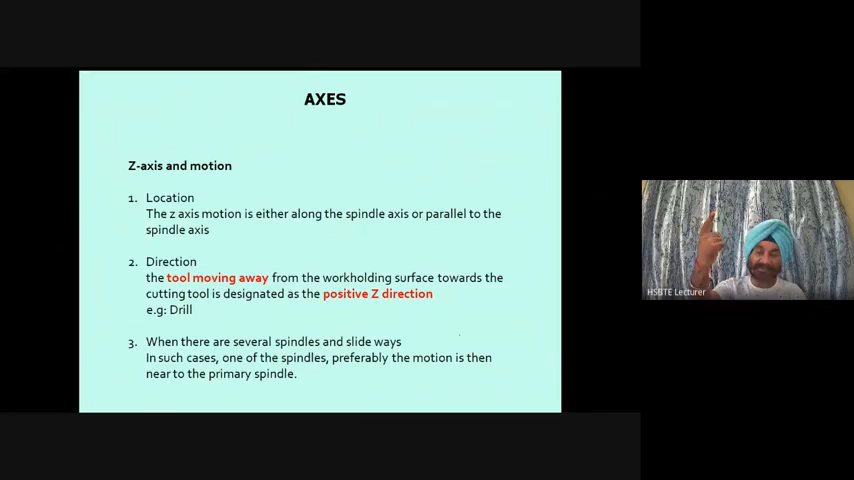 AXES
Z-axis and motion
1. Location
The z axis motion is either along the spindle axis or parallel to the
spindle axis
2. Direction
the tool moving away from the workholding surface towards the
cutting tool is designated as the positive Z direction
e.g: Drill
3. When there are several spindles and slide ways
In such cases, one of the spindles, preferably the motion is then
near to the primary spindle.
HSBTE Lecturer